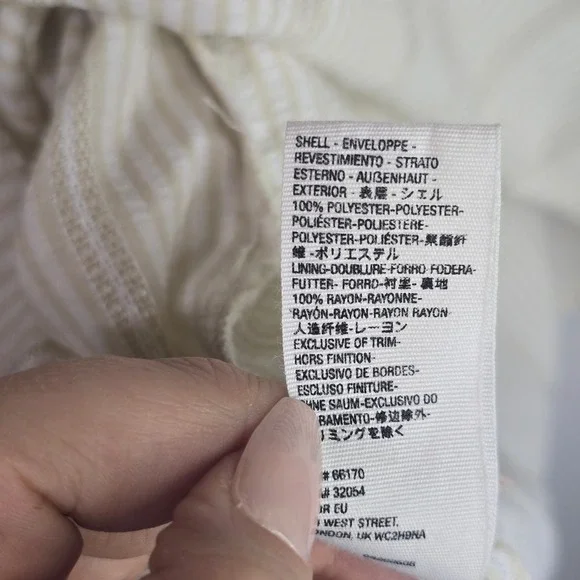 SHELL - ENVELOPPE -
REVESTIMIENTO - STRATO
ESTERNO - AUßENHAUT -
EXTERIOR - 表层 - シェル
100% POLYESTER-POLYESTER-
POLIÉSTER-POLIESTERE-
POLYESTER-POLIÉSTER-聚酯纤
维 -ポリエステル
LINING-DOUBLURE-FORRO FODERA-
FUTTER- FORRO-衬里- 裏地
100% RAYON-RAYONNE-
RAYÓN-RAYON-RAYON RAYON-
人造纤维-レーヨン
EXCLUSIVE OF TRIM-
HORS FINITION-
EXCLUSIVO DE BORDES-
ESCLUSO FINITURE-
OHNE SAUM-EXCLUSIVO DO
BAMENTO-修边除外-
リミングを除く
# 66170
# 32054
OR EU
WEST STREET.
LONDON, UK WC2H9NA